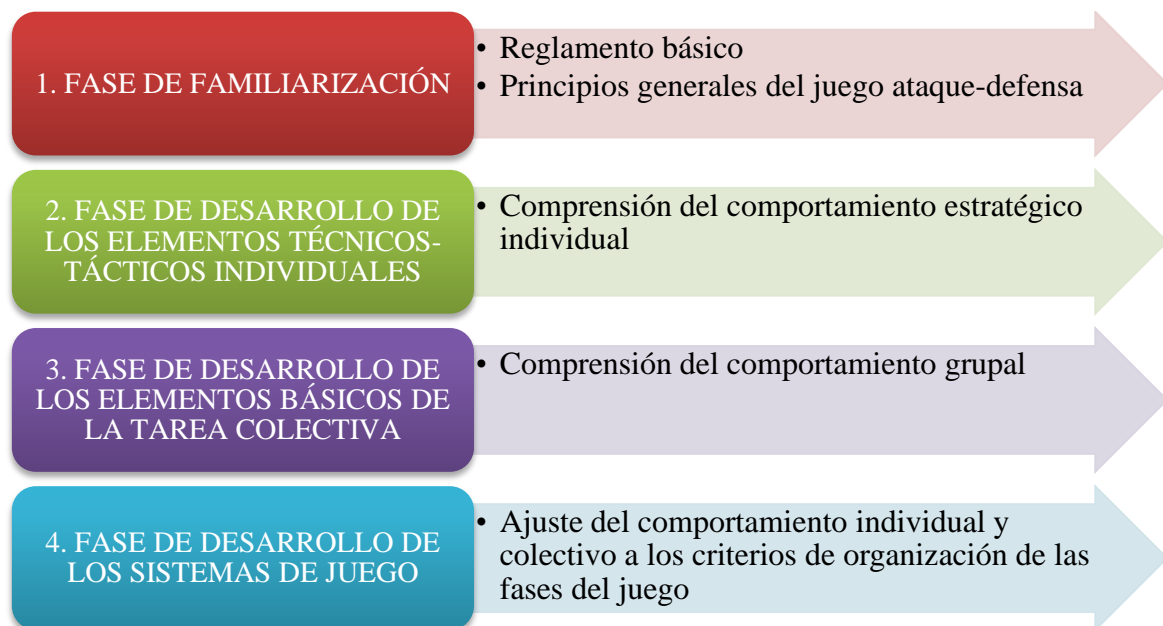 1. FASE DE FAMILIARIZACIÓN
• Reglamento básico
• Principios generales del juego ataque-defensa
2. FASE DE DESARROLLO DE
LOS ELEMENTOS TÉCNICOS-
TÁCTICOS INDIVIDUALES
• Comprensión del comportamiento estratégico
individual
3. FASE DE DESARROLLO DE
LOS ELEMENTOS BÁSICOS DE
LA TAREA COLECTIVA
• Comprensión del comportamiento grupal
4. FASE DE DESARROLLO DE
LOS SISTEMAS DE JUEGO
• Ajuste del comportamiento individual y
colectivo a los criterios de organización de las
fases del juego